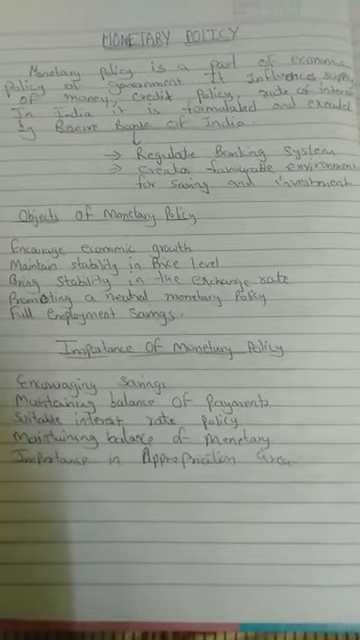 MONETARY POLICY
Monetary policy is a part of economic
policy of government It Influences supply
OF money, credit policy, rate of interest
In India it is formulated and executed
by Reserve Bank of India.
→ Regulate Banking System
→ Creates favourable environment
for saving and investment
Objects of Monetary Policy
Encourage economic growth
Maintain stability in Price level
Bring Stability in the exchange rate
Promoting a neutral monetary Policy
Full Employment Savings.
Importance Of Monetary Policy
Encouraging Savings
Maintaining balance OF Payments
Suitable interest rate policy
Maintaining balance of Monetary
Importance in Area